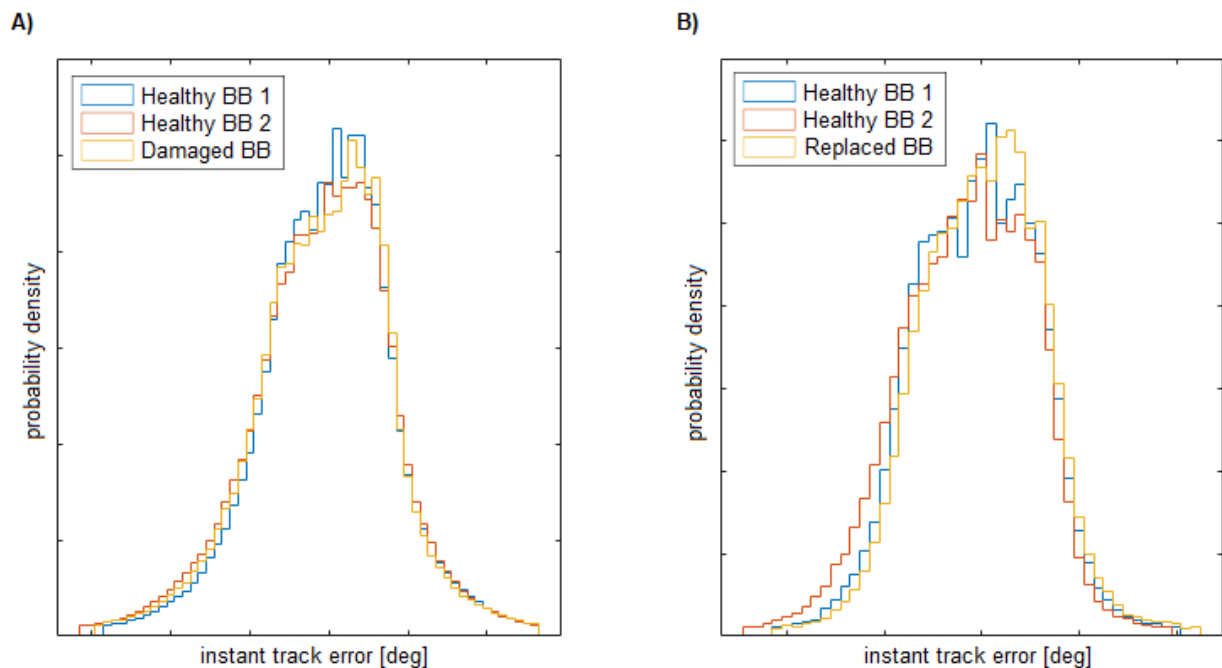 A)
Healthy BB 1
Healthy BB 2
Damaged BB
probability density
instant track error [deg]
B)
Healthy BB 1
Healthy BB 2
Replaced BB
probability density
instant track error [deg]